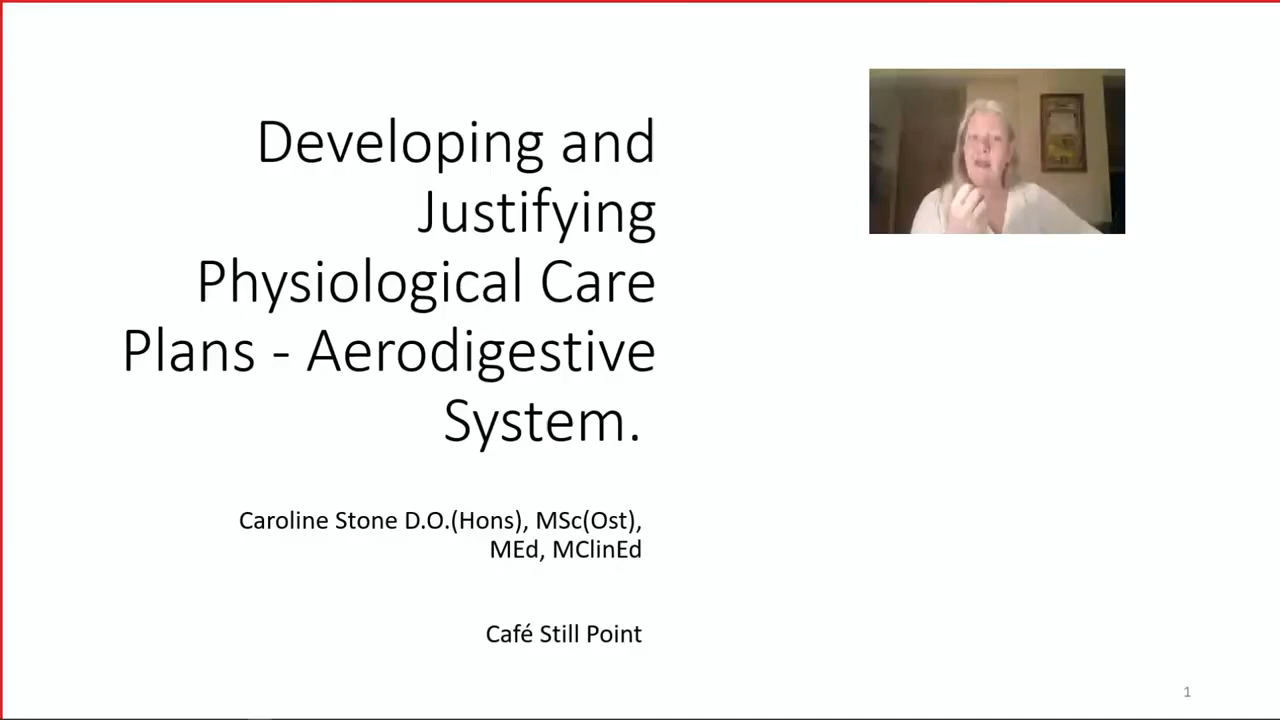 Developing and
Justifying
Physiological Care
Plans - Aerodigestive
System.
Caroline Stone D.O.(Hons), MSc(Ost),
MEd, MClinEd
Café Still Point
1